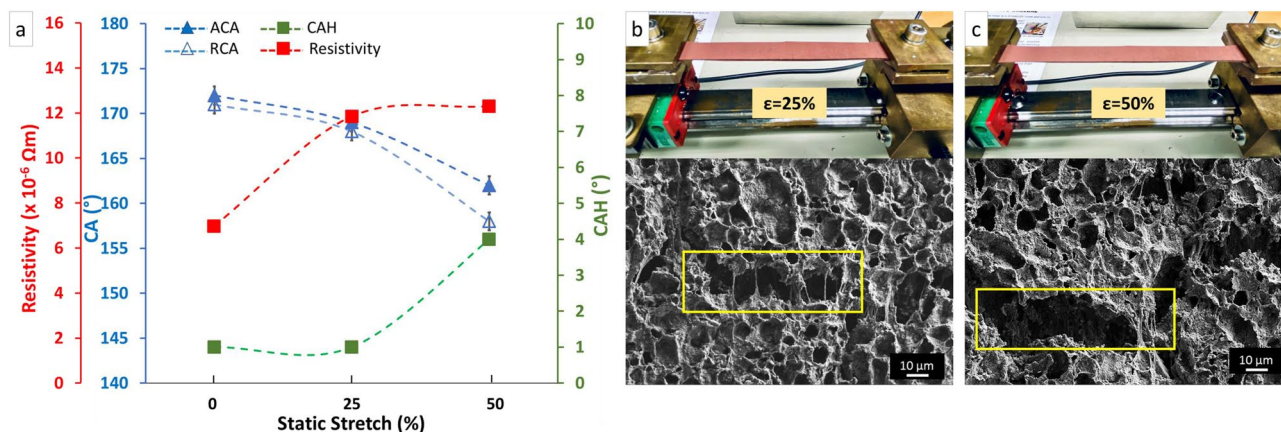 a
16
14
12
10
8
6
4
2
0
Resistivity (x 10⁻⁶ Ωm)
180
175
170
165
160
155
150
145
140
CA (°)
ACA
CAH
RCA
Resistivity
10
9
8
7
6
5
4
3
2
1
0
CAH (°)
0
25
50
Static Stretch (%)
b
ε=25%
10 µm
c
ε=50%
10 µm